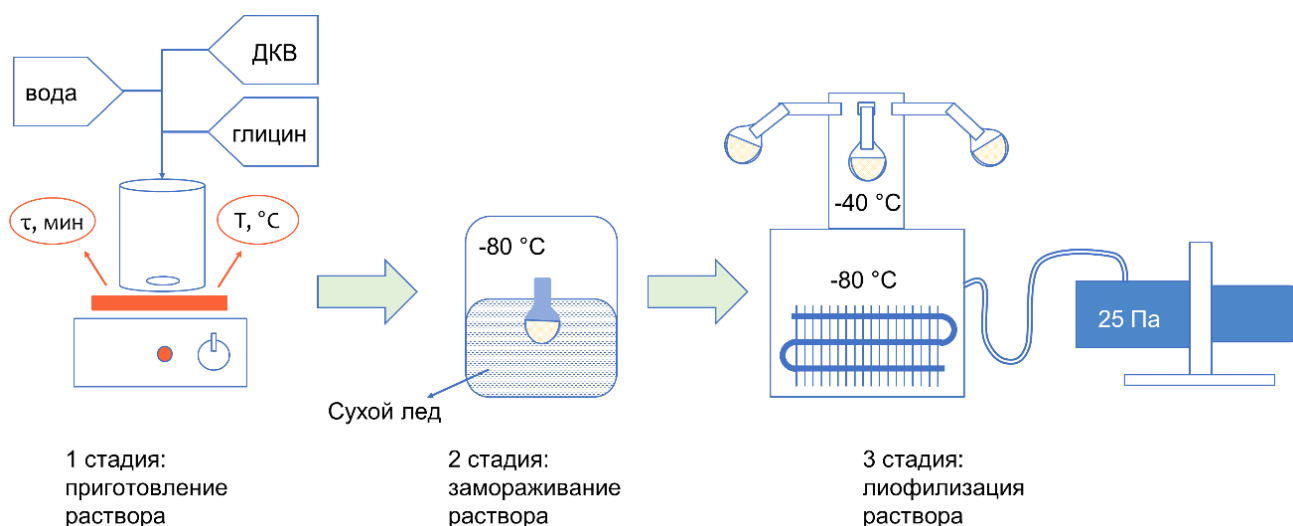 ДКВ
вода
глицин
τ, мин
T, °C
-80 °C
Сухой лед
-40 °C
-80 °C
25 Па
1 стадия:
приготовление
раствора
2 стадия:
замораживание
раствора
3 стадия:
лиофилизация
раствора